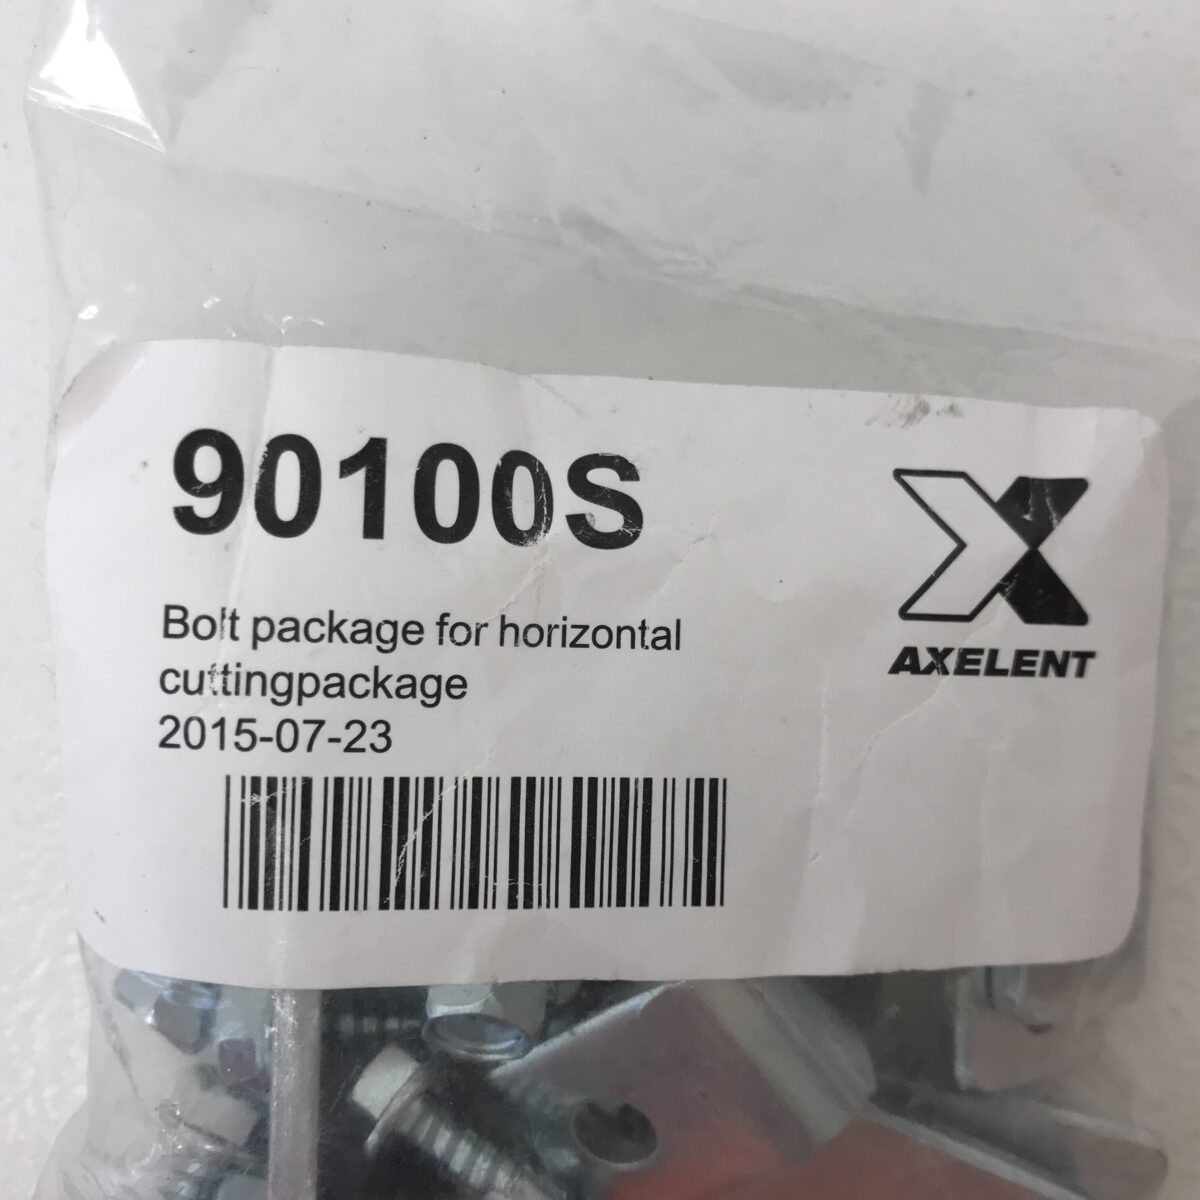 90100S
Bolt package for horizontal
cuttingpackage
2015-07-23
AXELENT